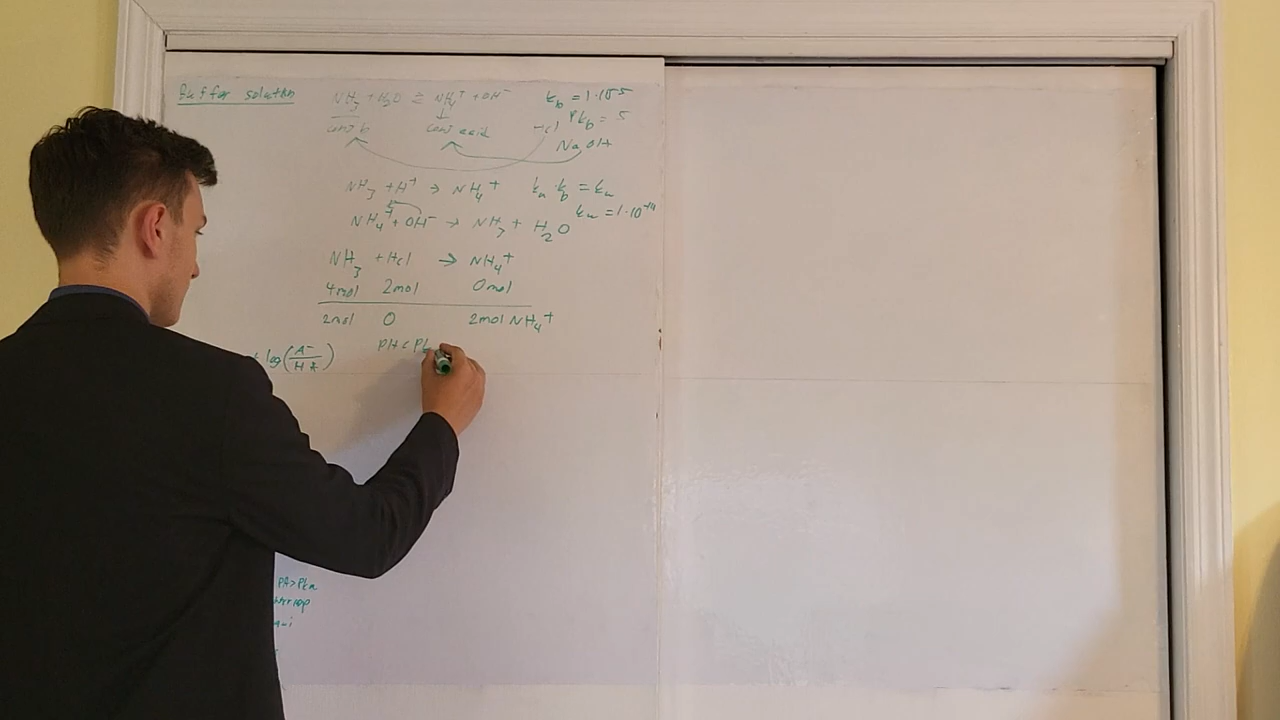 Buffer solution
NH3 + H2O ⇌ NH4+ + OH-
kb = 1·10-5
Pkb = 5
conj b
conj acid
HCl
NaOH
NH3 + H+ → NH4+
ka · kb = kw
kw = 1·10-14
NH4+ + OH- → NH3 + H2O
NH3 + HCl → NH4+
4mol 2mol 0mol
2mol 0 2mol NH4+
log(A-/HA)
PH < Pk
PH>Pka